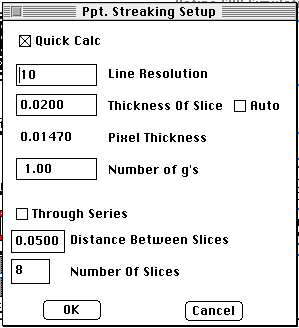 Ppt. Streaking Setup
Quick Calc
10 Line Resolution
0.0200 Thickness Of Slice Auto
0.01470 Pixel Thickness
1.00 Number of g's
Through Series
0.0500 Distance Between Slices
8 Number Of Slices
OK Cancel